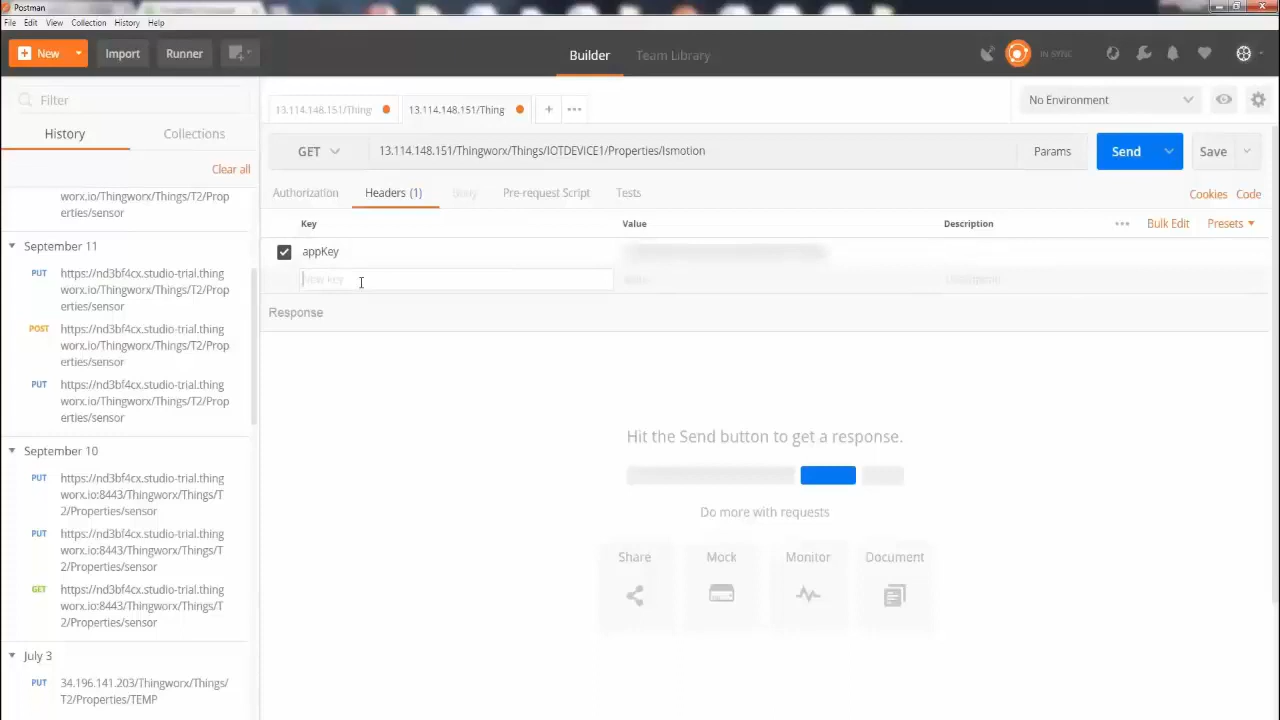 Postman
File Edit View Collection History Help
New Import Runner Builder Team Library IN SYNC
Filter
History Collections
Clear all
worx.io/Thingworx/Things/T2/Prop
erties/sensor
September 11
PUT https://nd3bf4cx.studio-trial.thing
worx.io/Thingworx/Things/T2/Prop
erties/sensor
POST https://nd3bf4cx.studio-trial.thing
worx.io/Thingworx/Things/T2/Prop
erties/sensor
PUT https://nd3bf4cx.studio-trial.thing
worx.io/Thingworx/Things/T2/Prop
erties/sensor
September 10
PUT https://nd3bf4cx.studio-trial.thing
worx.io:8443/Thingworx/Things/T
2/Properties/sensor
PUT https://nd3bf4cx.studio-trial.thing
worx.io:8443/Thingworx/Things/T
2/Properties/sensor
GET https://nd3bf4cx.studio-trial.thing
worx.io:8443/Thingworx/Things/T
2/Properties/sensor
July 3
PUT 34.196.141.203/Thingworx/Things/
T2/Properties/TEMP
13.114.148.151/Thing 13.114.148.151/Thing + ••• No Environment
GET 13.114.148.151/Thingworx/Things/IOTDEVICE1/Properties/Ismotion Params Send Save
Authorization Headers (1) Body Pre-request Script Tests Cookies Code
Key Value Description ••• Bulk Edit Presets
appKey
New key
Response
Hit the Send button to get a response.
Do more with requests
Share Mock Monitor Document